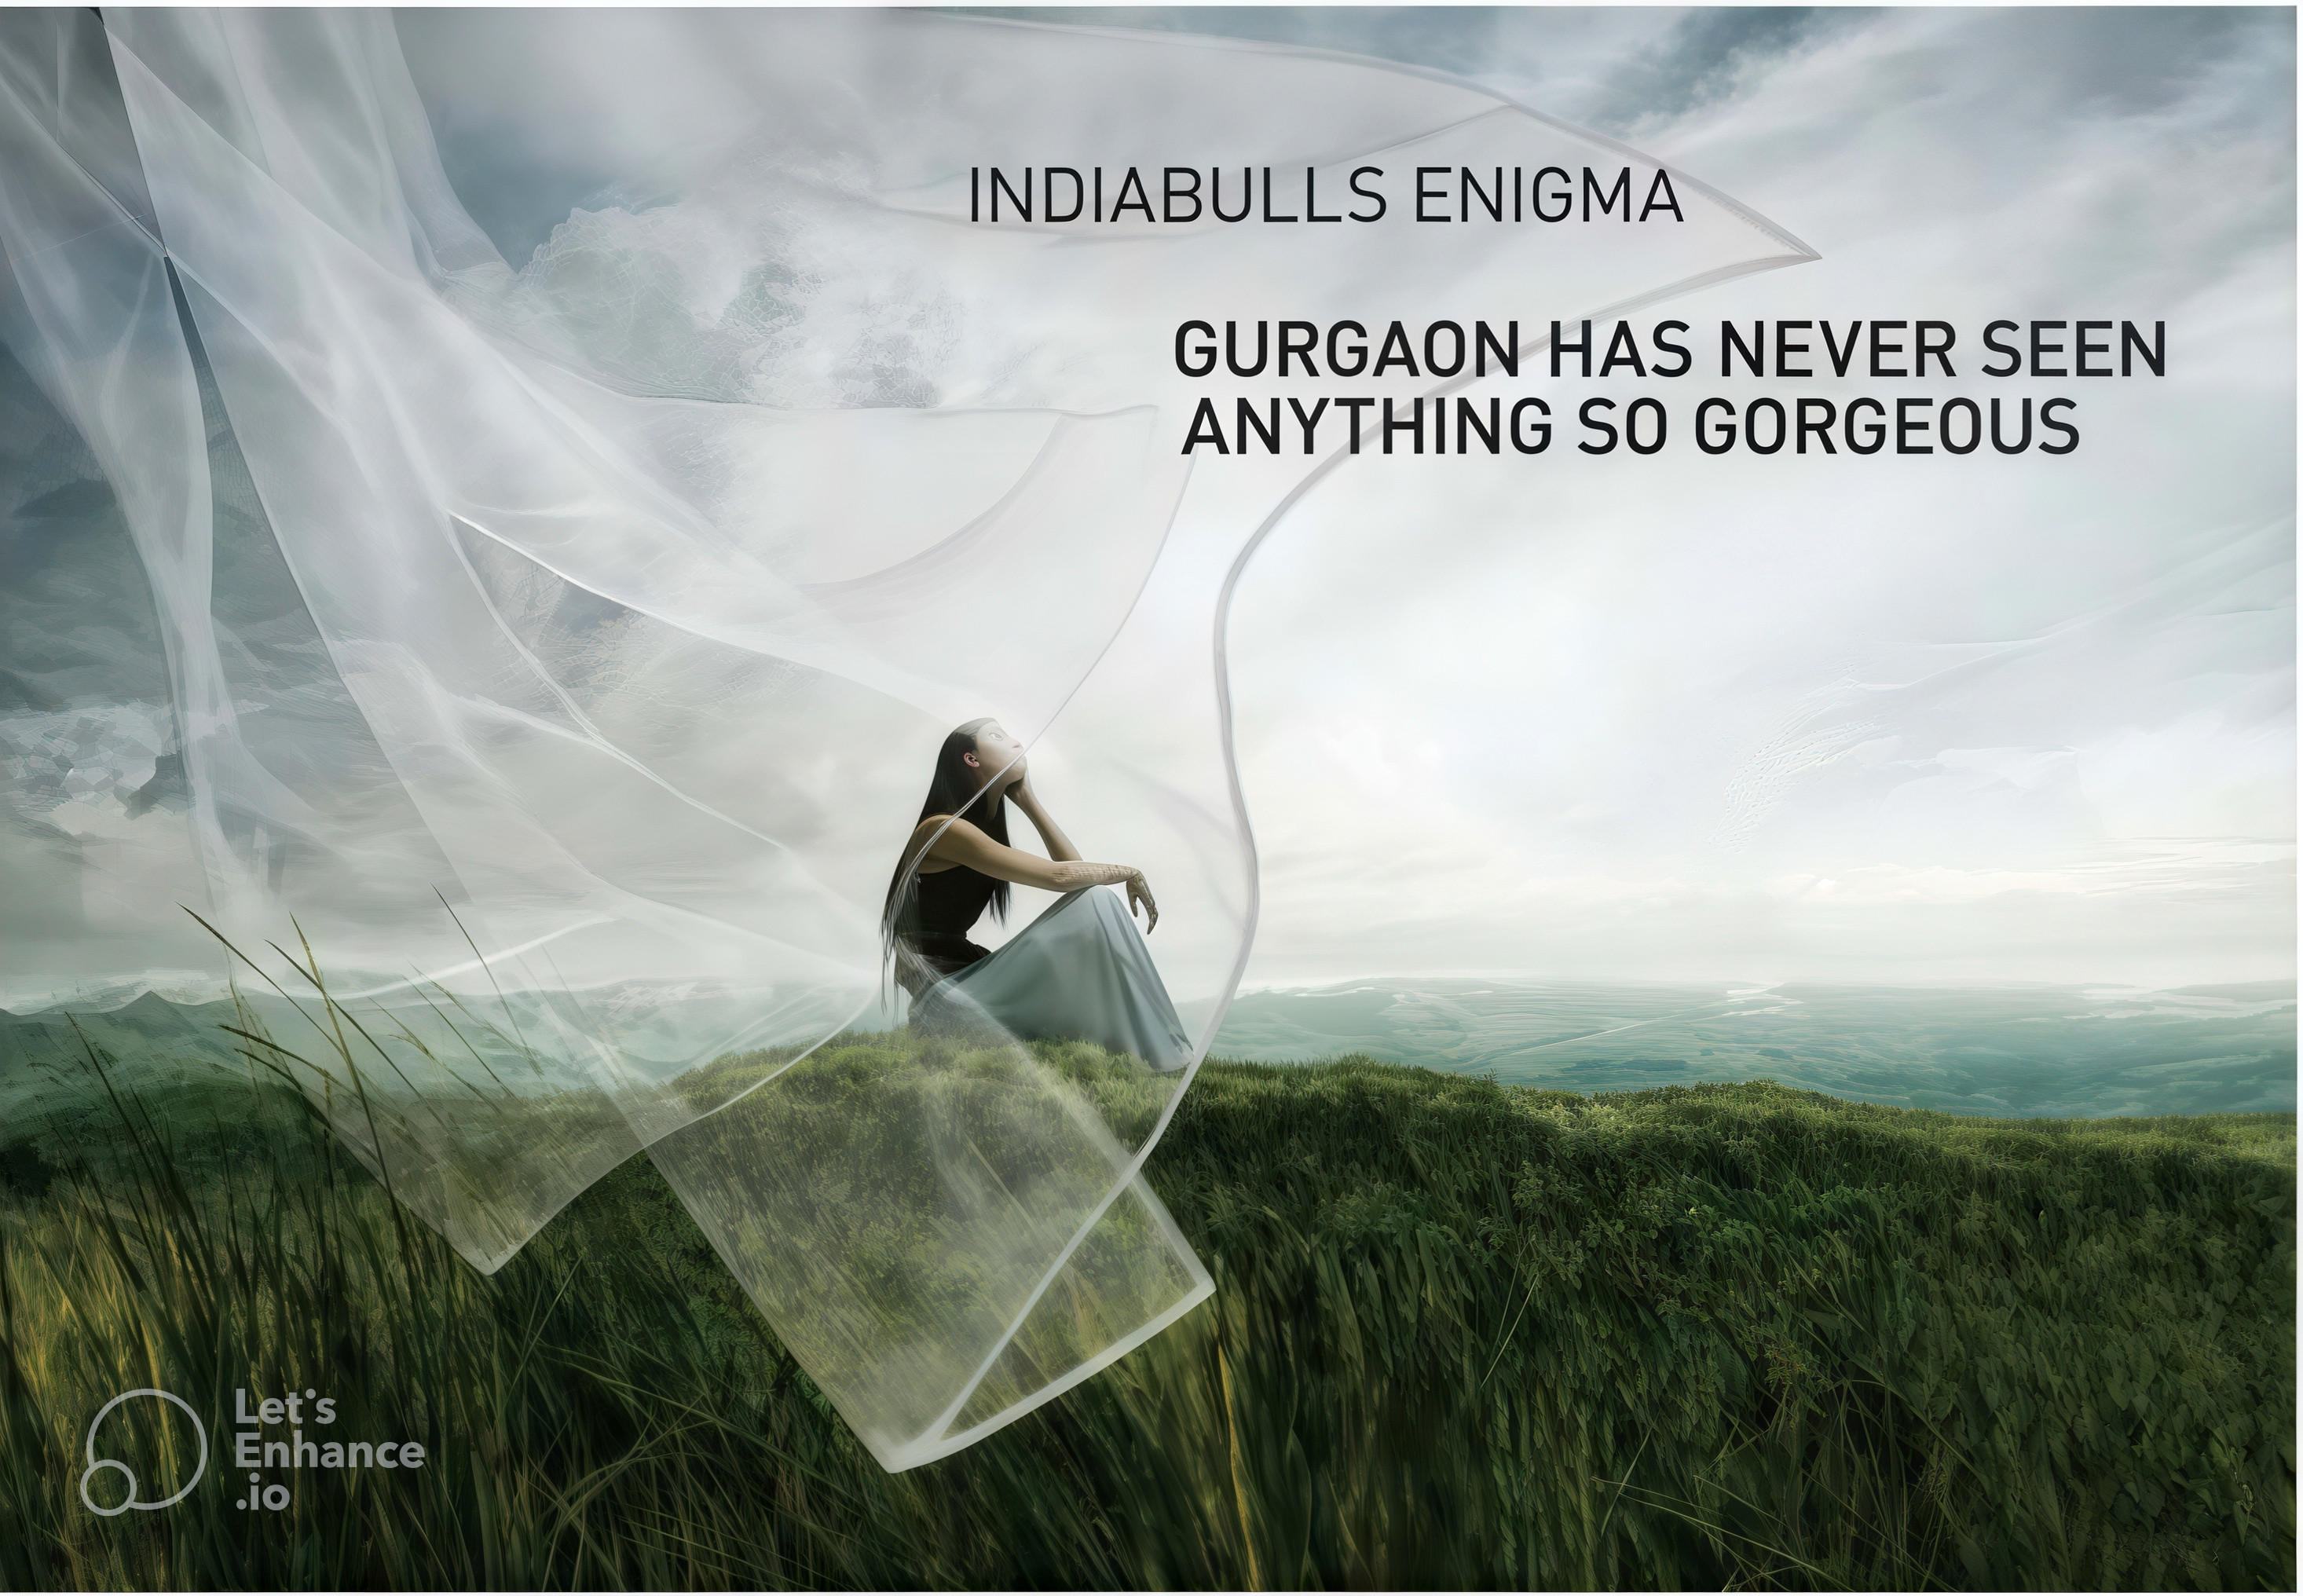 INDIABULLS ENIGMA
GURGAON HAS NEVER SEEN
ANYTHING SO GORGEOUS
Let's
Enhance
.io